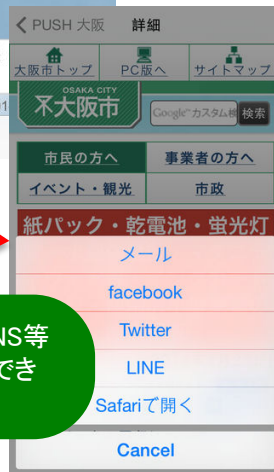 PUSH 大阪 詳細
大阪市トップ PC版へ サイトマップ
OSAKA CITY
大阪市 Google カスタム検 検索
市民の方へ 事業者の方へ
イベント・観光 市政
紙パック・乾電池・蛍光灯
メール
facebook
Twitter
LINE
Safariで開く
Cancel
NS等
でき